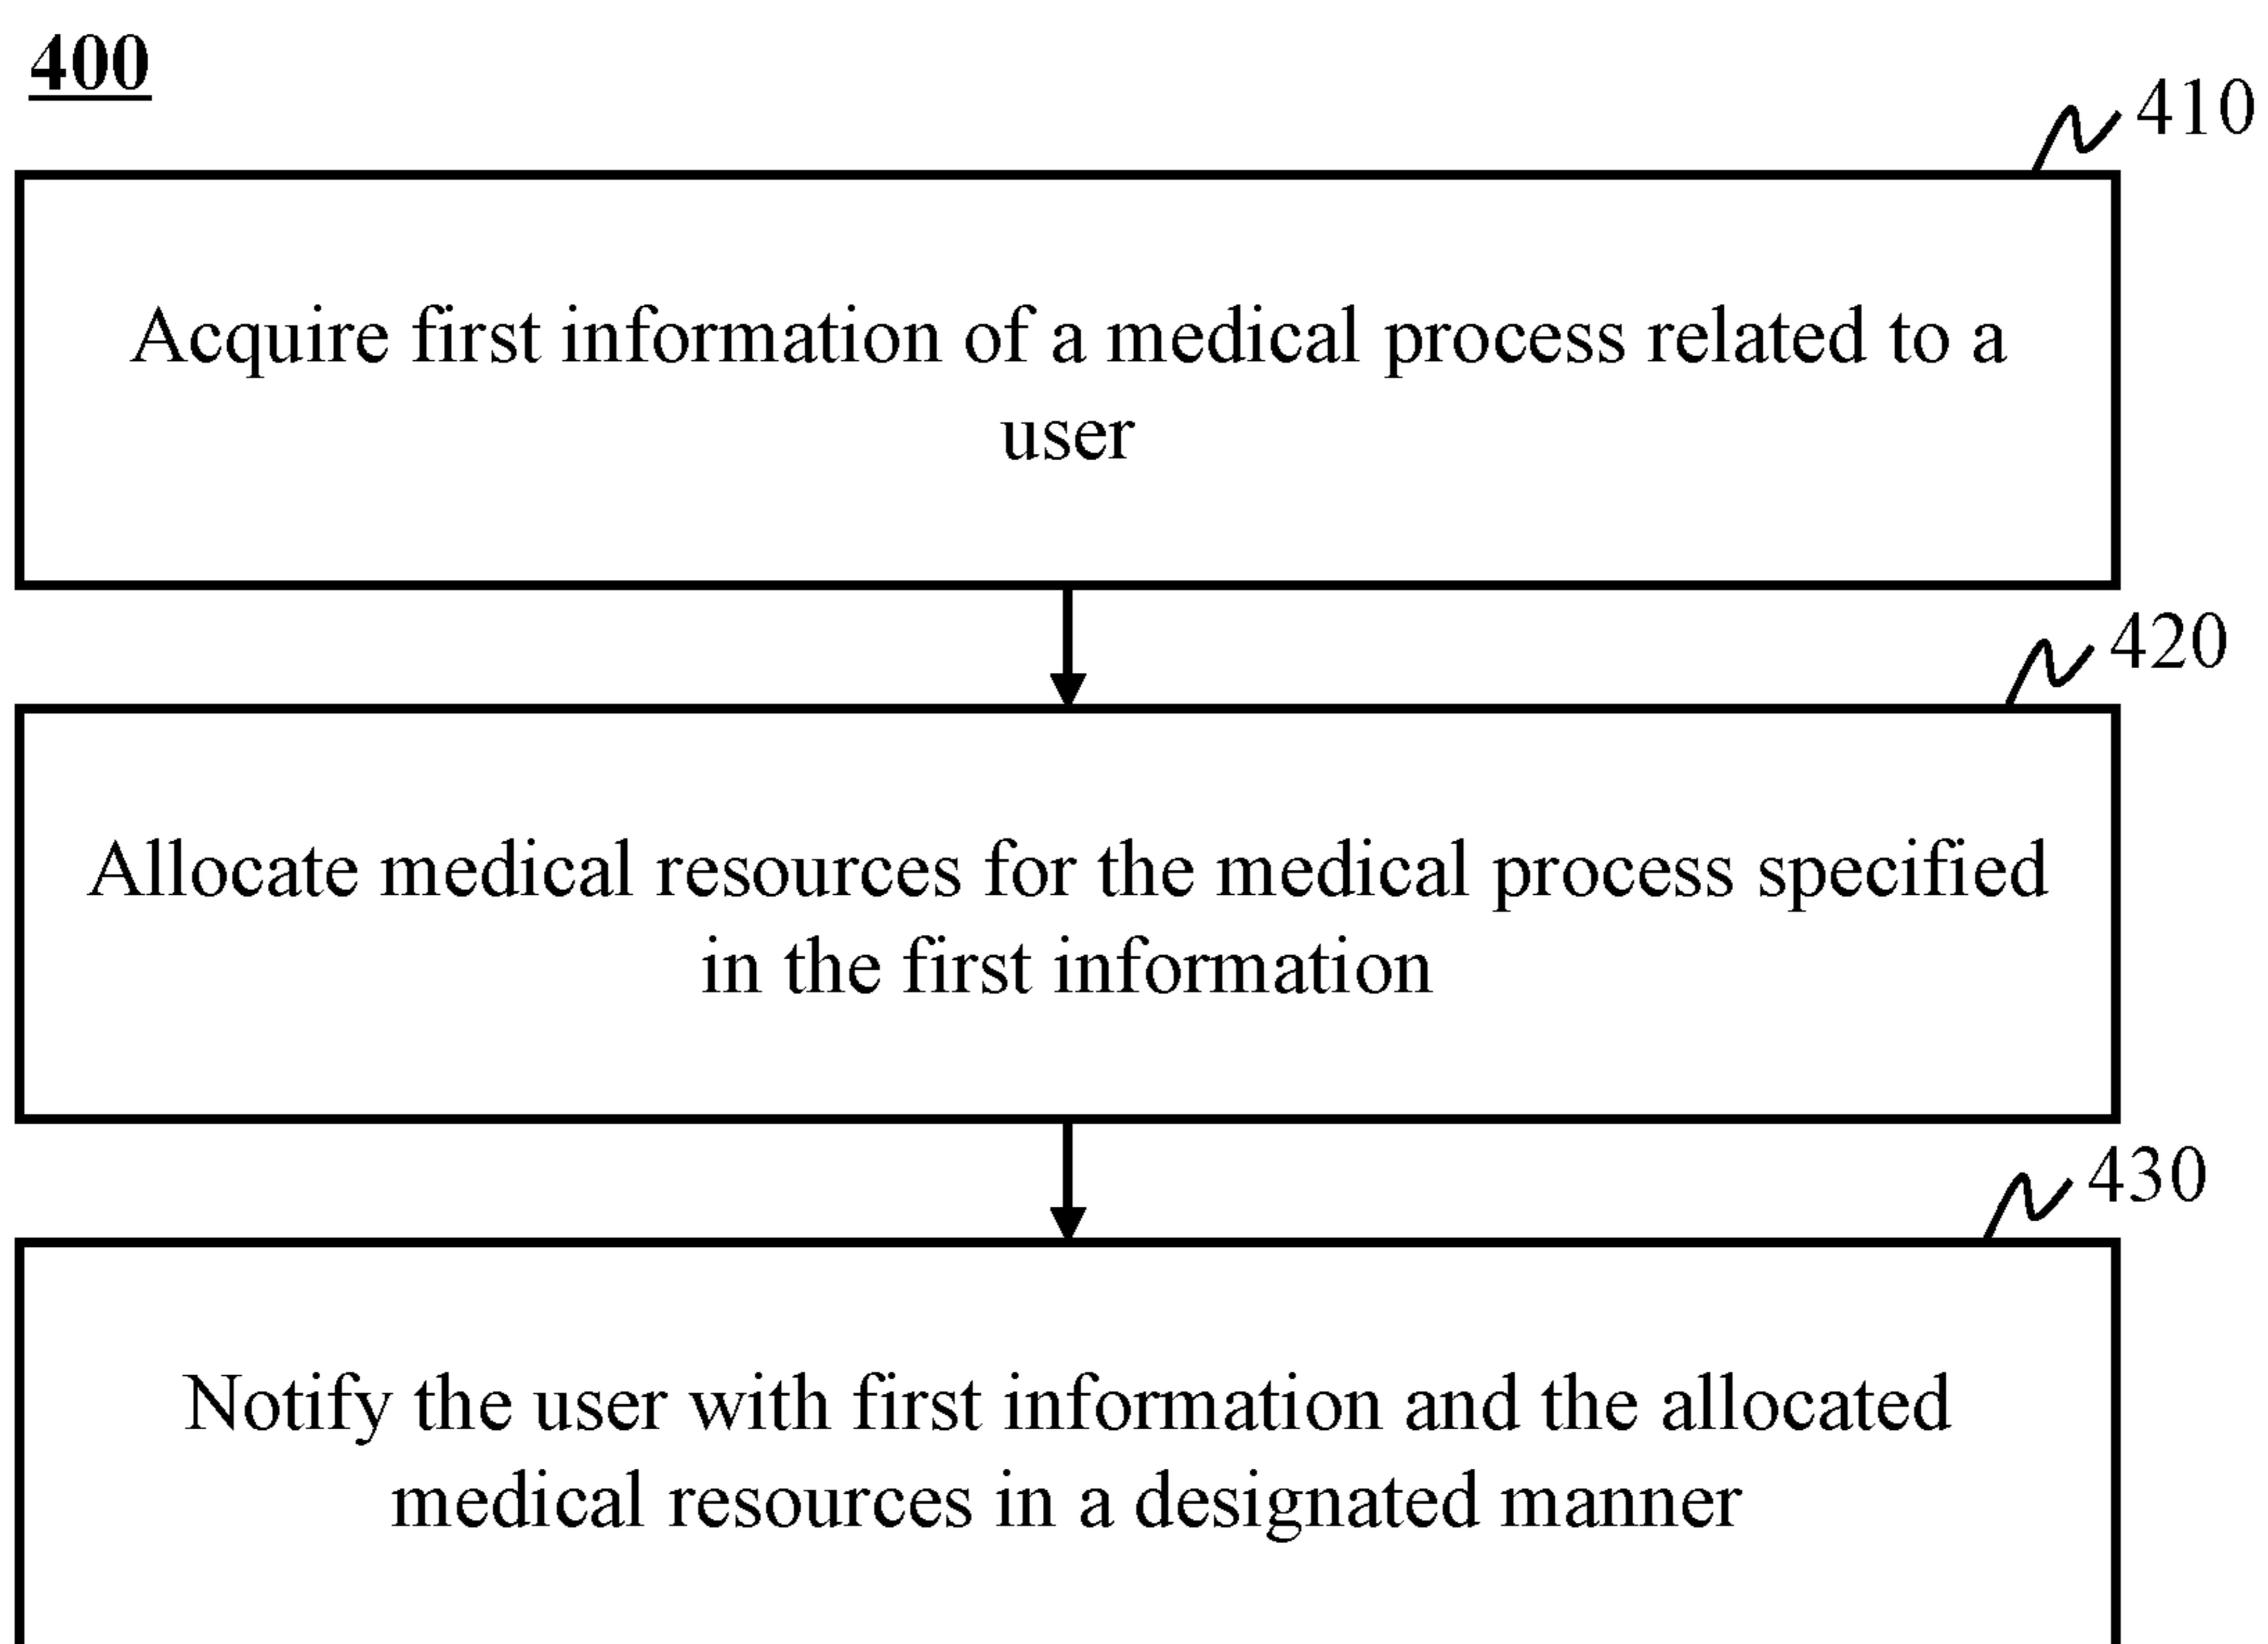 400
410
Acquire first information of a medical process related to a
user
420
Allocate medical resources for the medical process specified
in the first information
430
Notify the user with first information and the allocated
medical resources in a designated manner